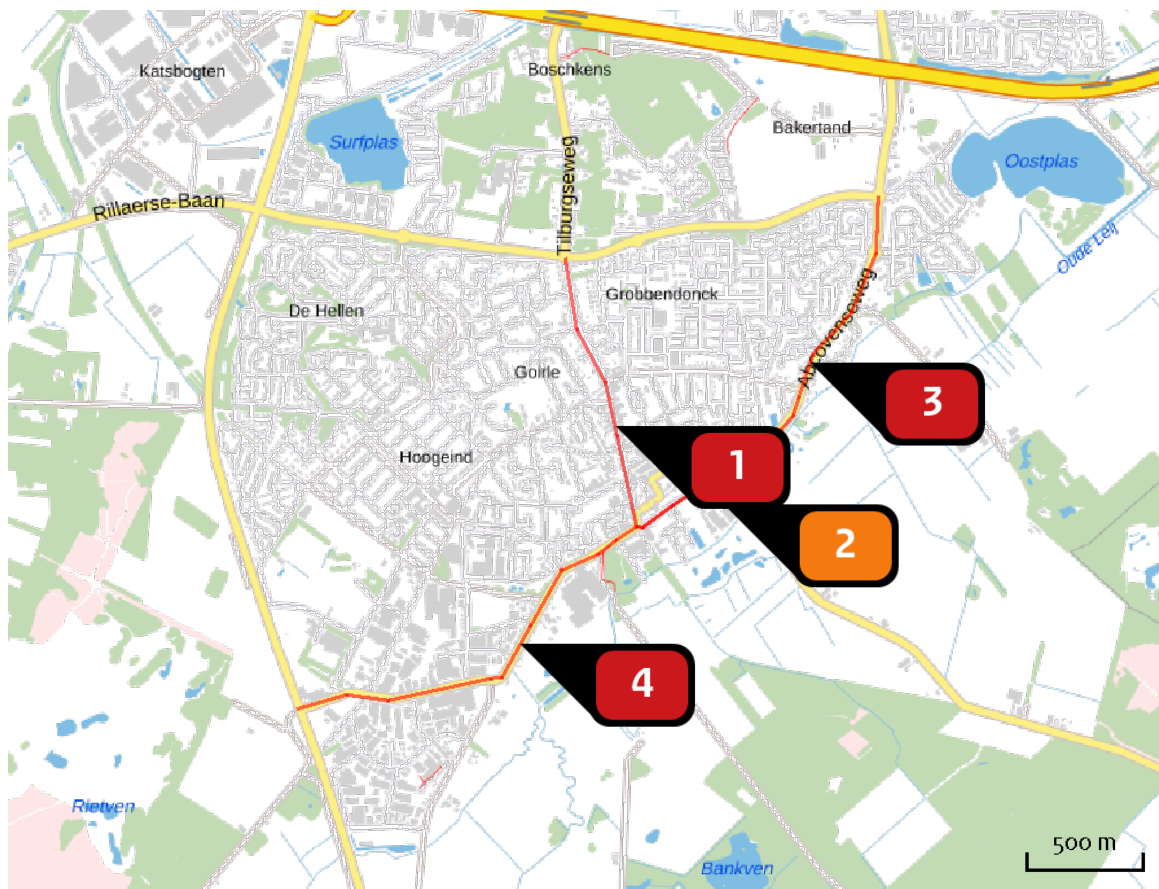 Katsbogten
Boschkens
Bakertand
Surfplas
Oostplas
Tilburgseweg
Rillaerse-Baan
Oude Leij
De Hellen
Grobbendonck
Abcovenseweg
Goirle
3
Hoogeind
1
2
4
Rietven
500 m
Bankven